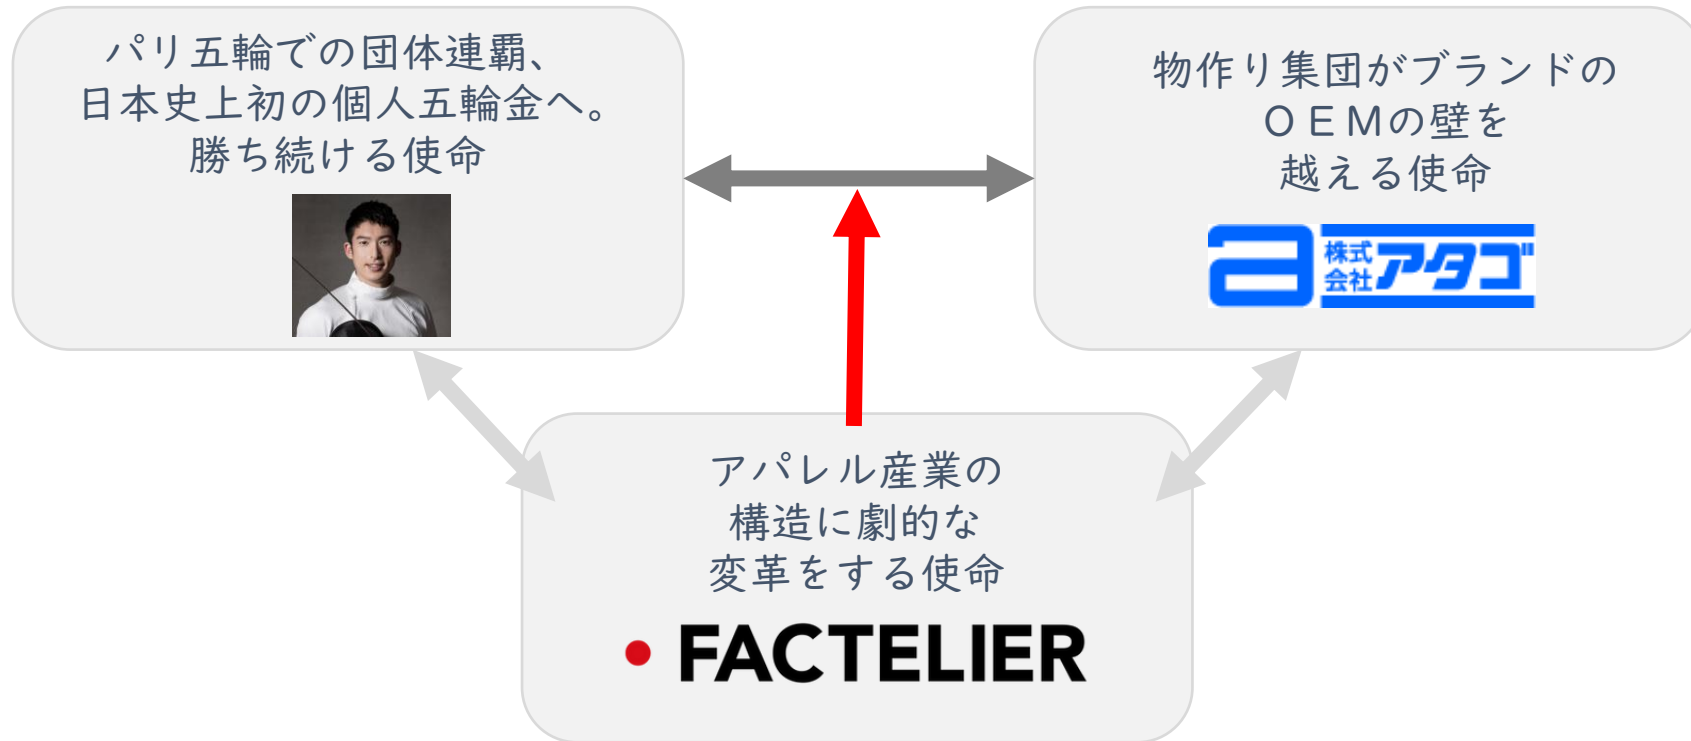 パリ五輪での団体連覇、
日本史上初の個人五輪金へ。
勝ち続ける使命
物作り集団がブランドの
ＯＥＭの壁を
越える使命
a 株式会社アタゴ
アパレル産業の
構造に劇的な
変革をする使命
FACTELIER